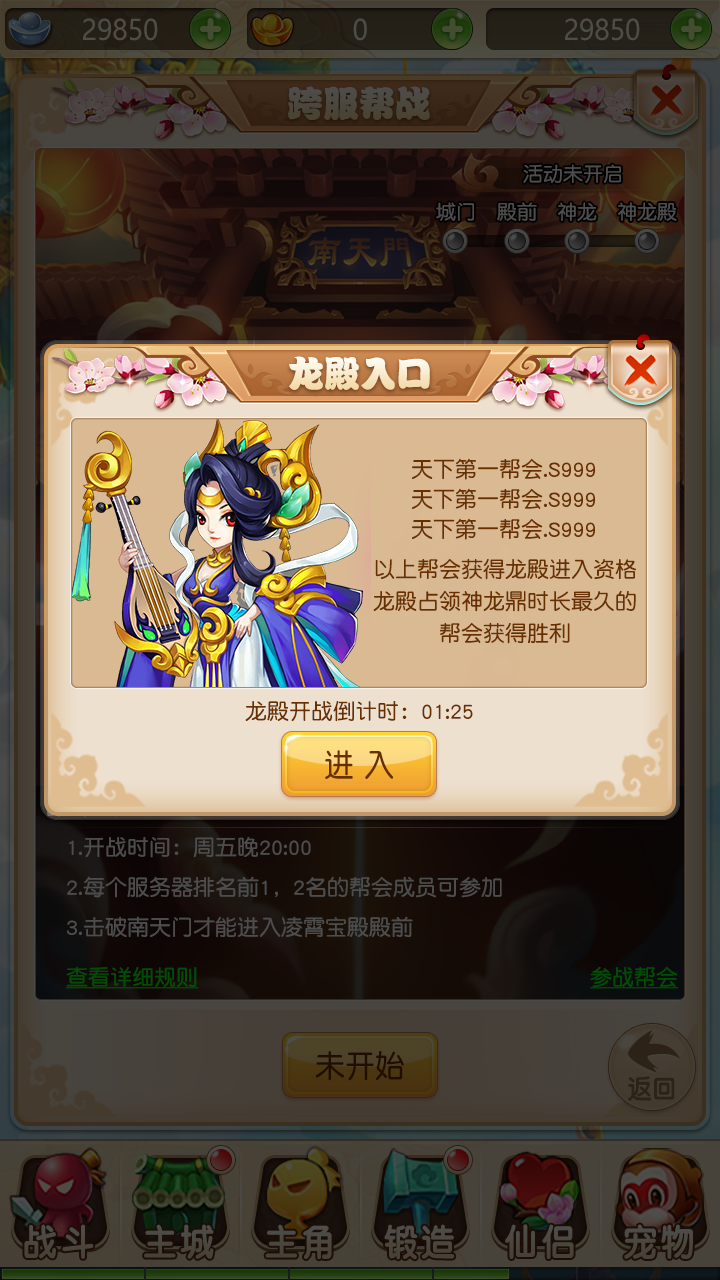 29850
0
29850
跨服帮战
活动未开启
城门 殿前 神龙 神龙殿
南天門
龙殿入口
天下第一帮会.S999
天下第一帮会.S999
天下第一帮会.S999
以上帮会获得龙殿进入资格
龙殿占领神龙鼎时长最久的
帮会获得胜利
龙殿开战倒计时：01:25
进 入
1.开战时间：周五晚20:00
2.每个服务器排名前1，2名的帮会成员可参加
3.击破南天门才能进入凌霄宝殿殿前
查看详细规则 参战帮会
未开始
返回
战斗 主城 主角 锻造 仙侣 宠物